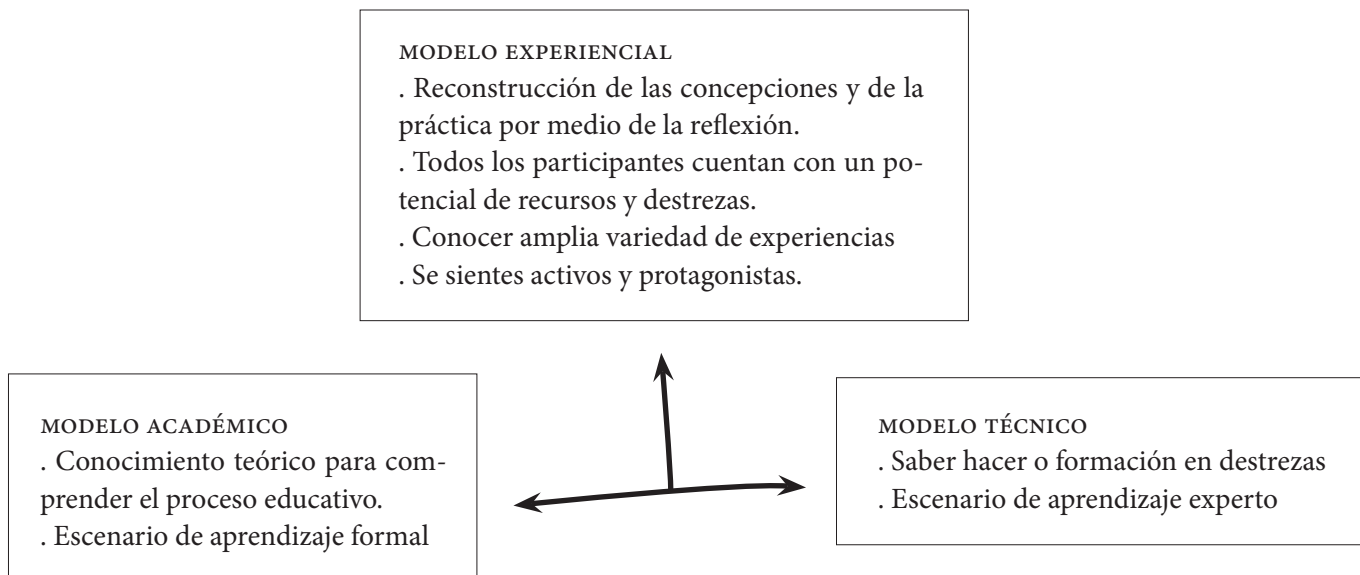 MODELO EXPERIENCIAL
. Reconstrucción de las concepciones y de la
práctica por medio de la reflexión.
. Todos los participantes cuentan con un po-
tencial de recursos y destrezas.
. Conocer amplia variedad de experiencias
. Se sientes activos y protagonistas.
MODELO ACADÉMICO
. Conocimiento teórico para com-
prender el proceso educativo.
. Escenario de aprendizaje formal
MODELO TÉCNICO
. Saber hacer o formación en destrezas
. Escenario de aprendizaje experto